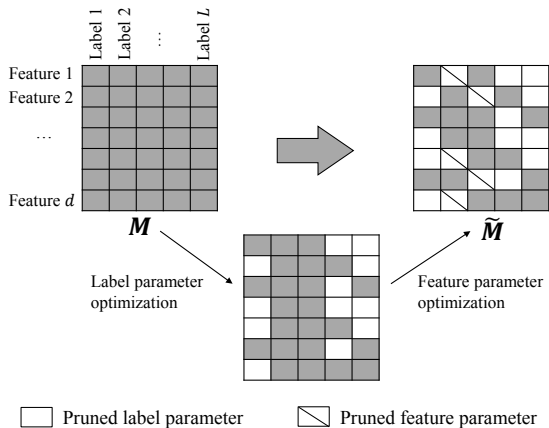 Label 1
Label 2
…
Label L
Feature 1
Feature 2
…
Feature d
M
M̃
Label parameter
optimization
Feature parameter
optimization
Pruned label parameter
Pruned feature parameter